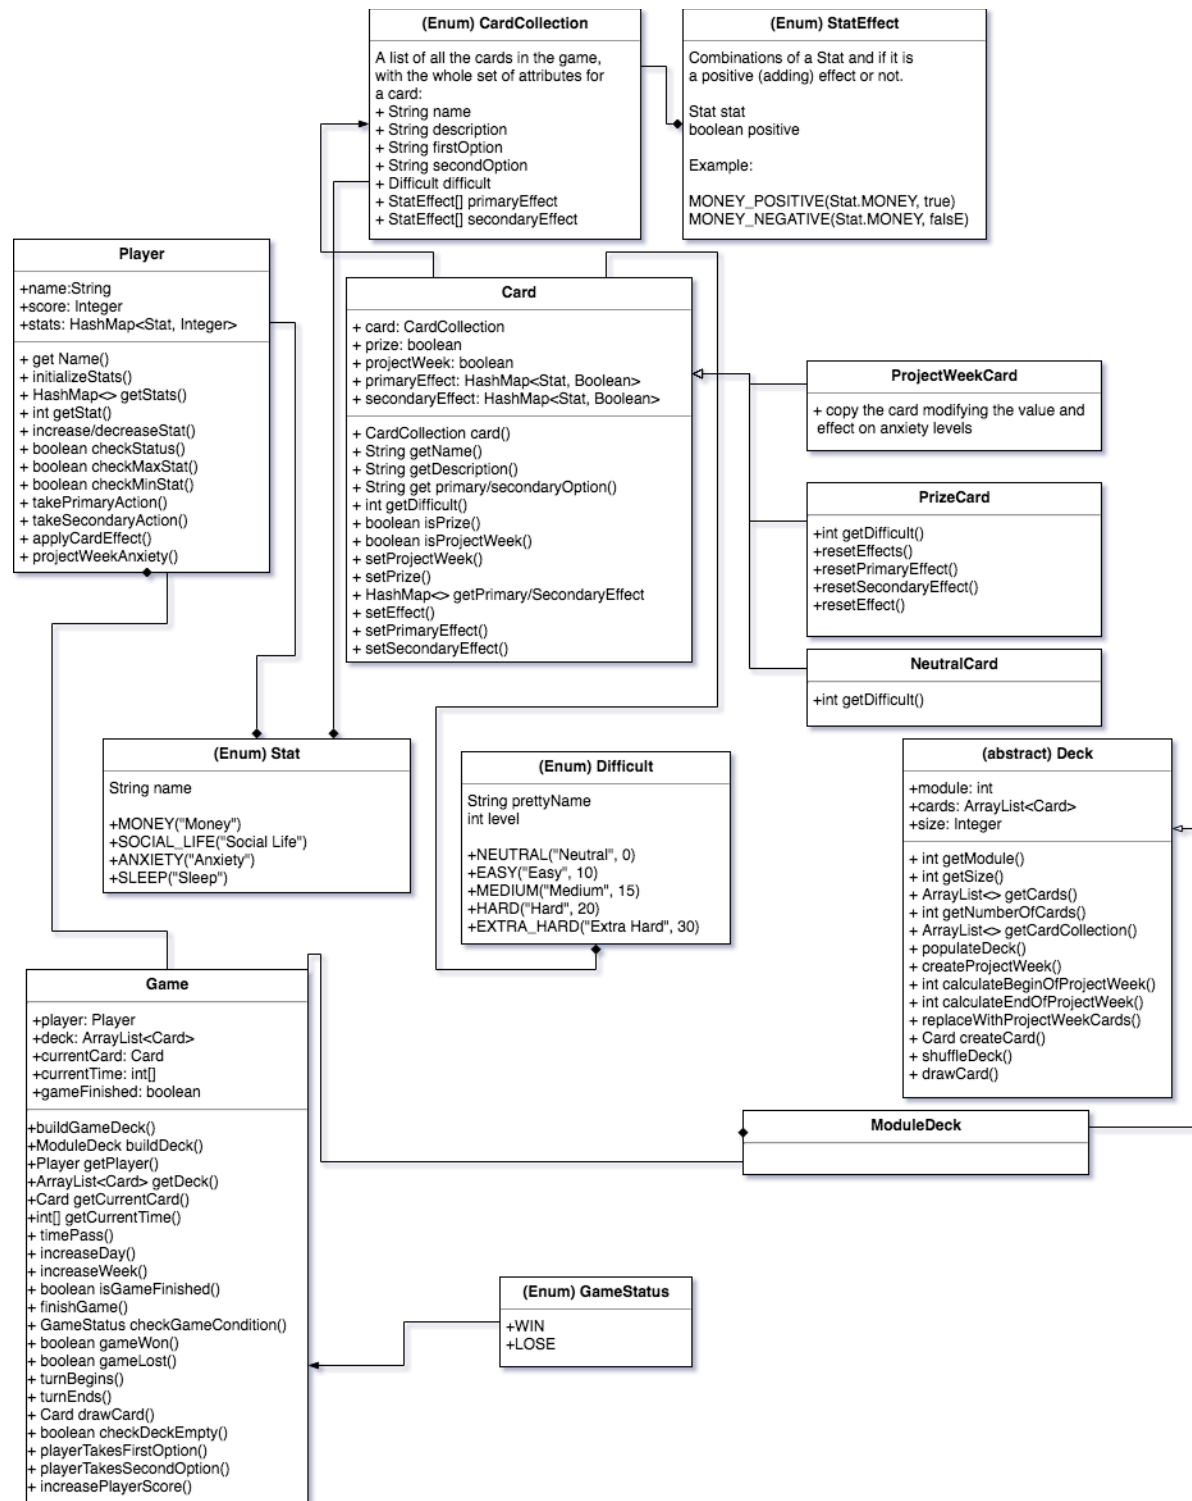 (Enum) CardCollection
A list of all the cards in the game,
with the whole set of attributes for
a card:
+ String name
+ String description
+ String firstOption
+ String secondOption
+ Difficult difficult
+ StatEffect[] primaryEffect
+ StatEffect[] secondaryEffect
(Enum) StatEffect
Combinations of a Stat and if it is
a positive (adding) effect or not.
Stat stat
boolean positive
Example:
MONEY_POSITIVE(Stat.MONEY, true)
MONEY_NEGATIVE(Stat.MONEY, falsE)
Player
+name:String
+score: Integer
+stats: HashMap<Stat, Integer>
+ get Name()
+ initializeStats()
+ HashMap<> getStats()
+ int getStat()
+ increase/decreaseStat()
+ boolean checkStatus()
+ boolean checkMaxStat()
+ boolean checkMinStat()
+ takePrimaryAction()
+ takeSecondaryAction()
+ applyCardEffect()
+ projectWeekAnxiety()
Card
+ card: CardCollection
+ prize: boolean
+ projectWeek: boolean
+ primaryEffect: HashMap<Stat, Boolean>
+ secondaryEffect: HashMap<Stat, Boolean>
+ CardCollection card()
+ String getName()
+ String getDescription()
+ String get primary/secondaryOption()
+ int getDifficult()
+ boolean isPrize()
+ boolean isProjectWeek()
+ setProjectWeek()
+ setPrize()
+ HashMap<> getPrimary/SecondaryEffect
+ setEffect()
+ setPrimaryEffect()
+ setSecondaryEffect()
ProjectWeekCard
+ copy the card modifying the value and
effect on anxiety levels
PrizeCard
+int getDifficult()
+resetEffects()
+resetPrimaryEffect()
+resetSecondaryEffect()
+resetEffect()
NeutralCard
+int getDifficult()
(Enum) Stat
String name
+MONEY("Money")
+SOCIAL_LIFE("Social Life")
+ANXIETY("Anxiety")
+SLEEP("Sleep")
(Enum) Difficult
String prettyName
int level
+NEUTRAL("Neutral", 0)
+EASY("Easy", 10)
+MEDIUM("Medium", 15)
+HARD("Hard", 20)
+EXTRA_HARD("Extra Hard", 30)
(abstract) Deck
+module: int
+cards: ArrayList<Card>
+size: Integer
+ int getModule()
+ int getSize()
+ ArrayList<> getCards()
+ int getNumberOfCards()
+ ArrayList<> getCardCollection()
+ populateDeck()
+ createProjectWeek()
+ int calculateBeginOfProjectWeek()
+ int calculateEndOfProjectWeek()
+ replaceWithProjectWeekCards()
+ Card createCard()
+ shuffleDeck()
+ drawCard()
Game
+player: Player
+deck: ArrayList<Card>
+currentCard: Card
+currentTime: int[]
+gameFinished: boolean
+buildGameDeck()
+ModuleDeck buildDeck()
+Player getPlayer()
+ArrayList<Card> getDeck()
+Card getCurrentCard()
+int[] getCurrentTime()
+ timePass()
+ increaseDay()
+ increaseWeek()
+ boolean isGameFinished()
+ finishGame()
+ GameStatus checkGameCondition()
+ boolean gameWon()
+ boolean gameLost()
+ turnBegins()
+ turnEnds()
+ Card drawCard()
+ boolean checkDeckEmpty()
+ playerTakesFirstOption()
+ playerTakesSecondOption()
+ increasePlayerScore()
ModuleDeck
(Enum) GameStatus
+WIN
+LOSE